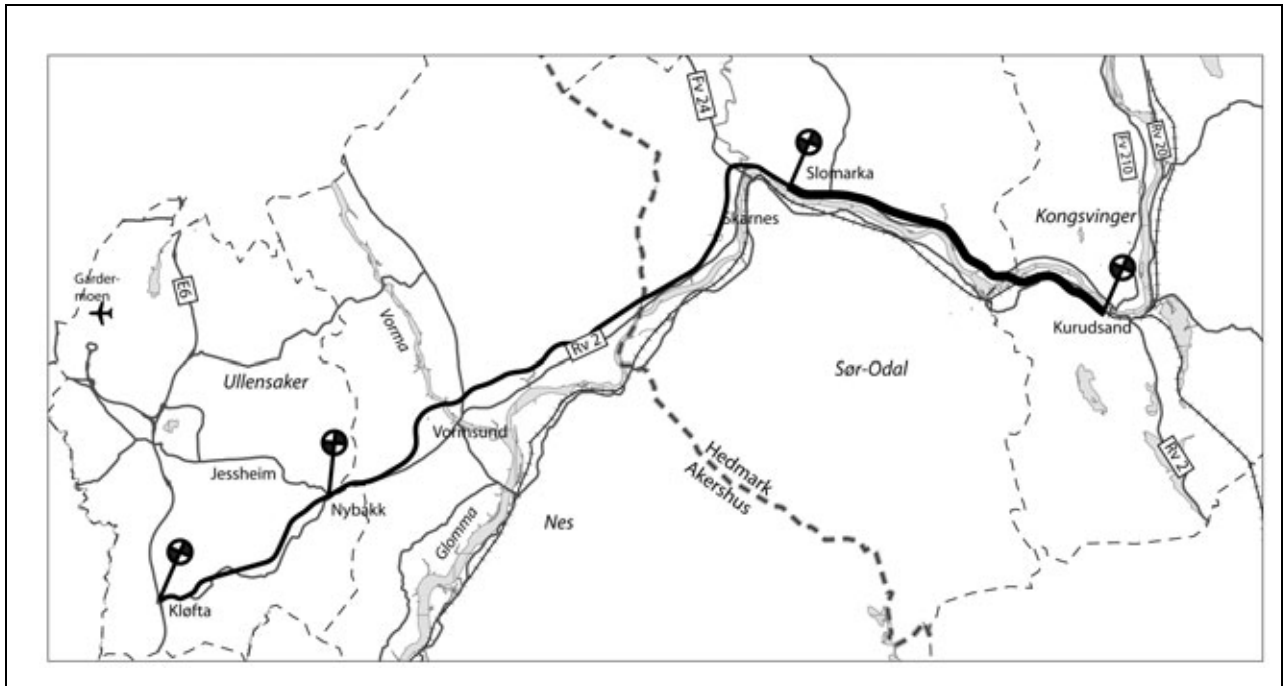 Fv 24
Slomarka
Fv 210
Rv 20
Skarnes
Kongsvinger
Garder-
moen
E6
Vorma
Kurudsand
Rv 2
Ullensaker
Sør-Odal
Vormsund
Hedmark
Akershus
Rv 2
Jessheim
Nybakk
Nes
Glomma
Kløfta